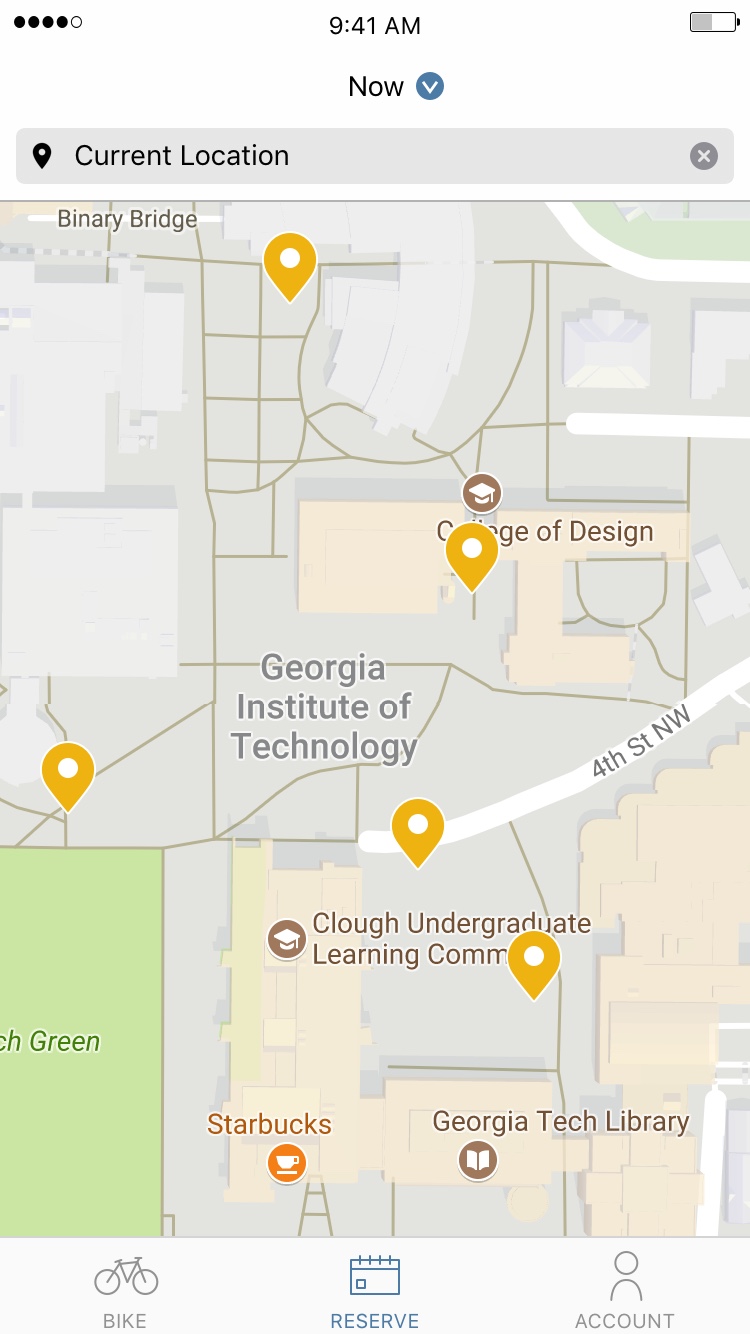 9:41 AM
Now
Current Location
Binary Bridge
College of Design
Georgia
Institute of
Technology
4th St NW
Clough Undergraduate
Learning Comm
ch Green
Starbucks
Georgia Tech Library
BIKE
RESERVE
ACCOUNT